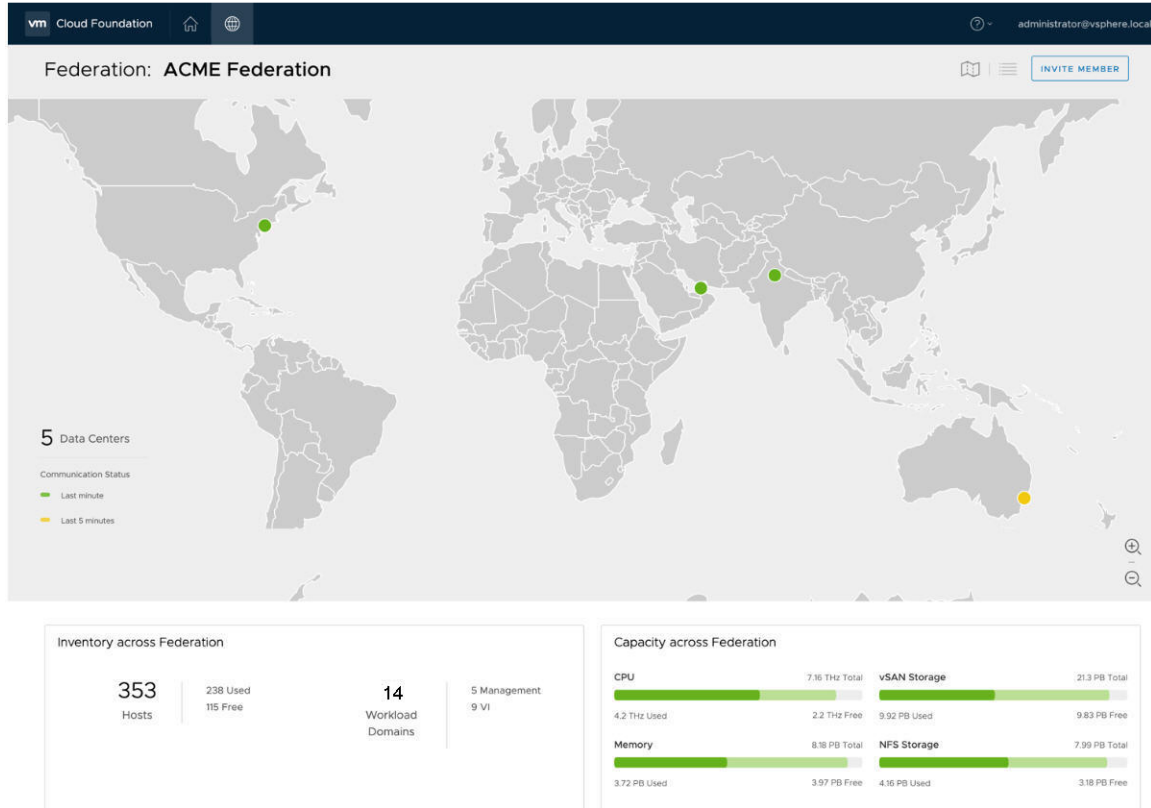 vm Cloud Foundation
administrator@vsphere.local
Federation: ACME Federation
INVITE MEMBER
5 Data Centers
Communication Status
Last minute
Last 5 minutes
Inventory across Federation
353
Hosts
238 Used
115 Free
14
Workload
Domains
5 Management
9 VI
Capacity across Federation
CPU 7.16 THz Total
4.2 THz Used 2.2 THz Free
vSAN Storage 21.3 PB Total
9.92 PB Used 9.83 PB Free
Memory 8.18 PB Total
3.72 PB Used 3.97 PB Free
NFS Storage 7.99 PB Total
4.16 PB Used 3.18 PB Free